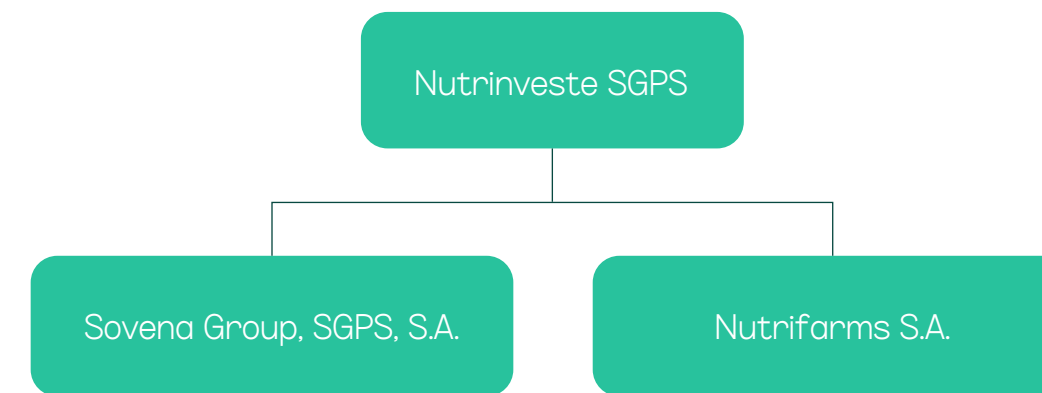 Nutrinveste SGPS
Sovena Group, SGPS, S.A.
Nutrifarms S.A.